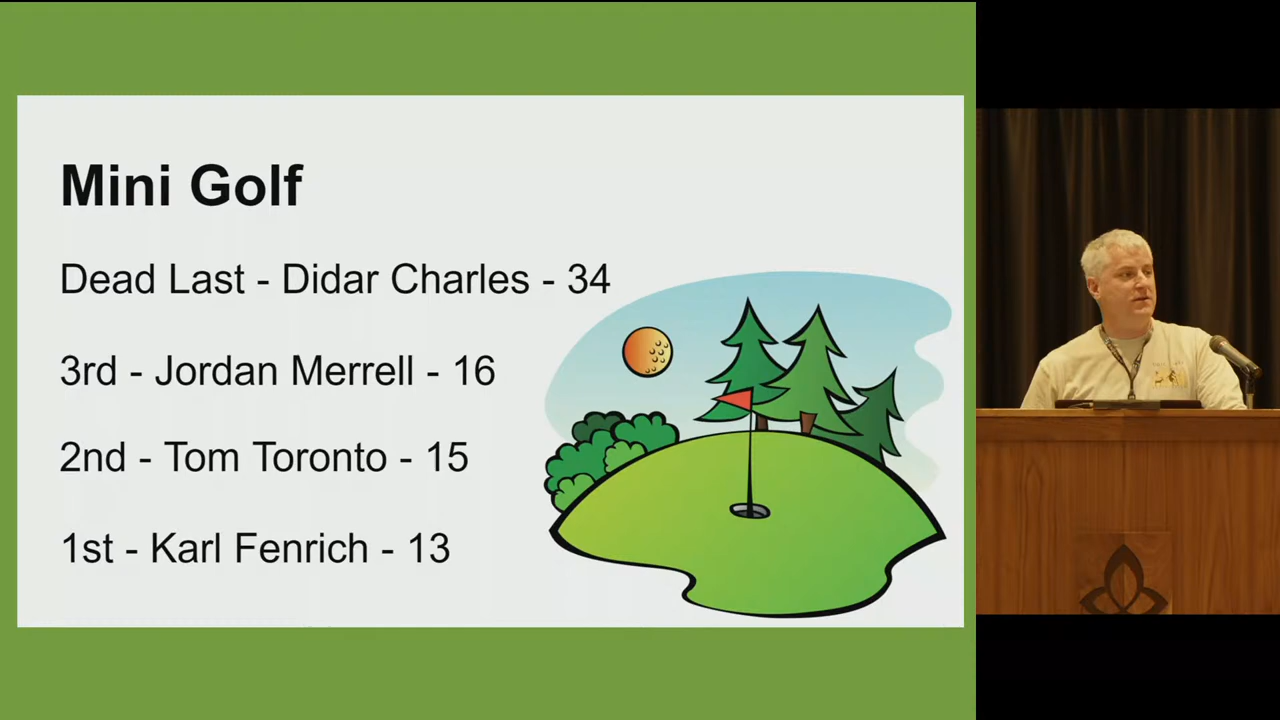 Mini Golf
Dead Last - Didar Charles - 34
3rd - Jordan Merrell - 16
2nd - Tom Toronto - 15
1st - Karl Fenrich - 13